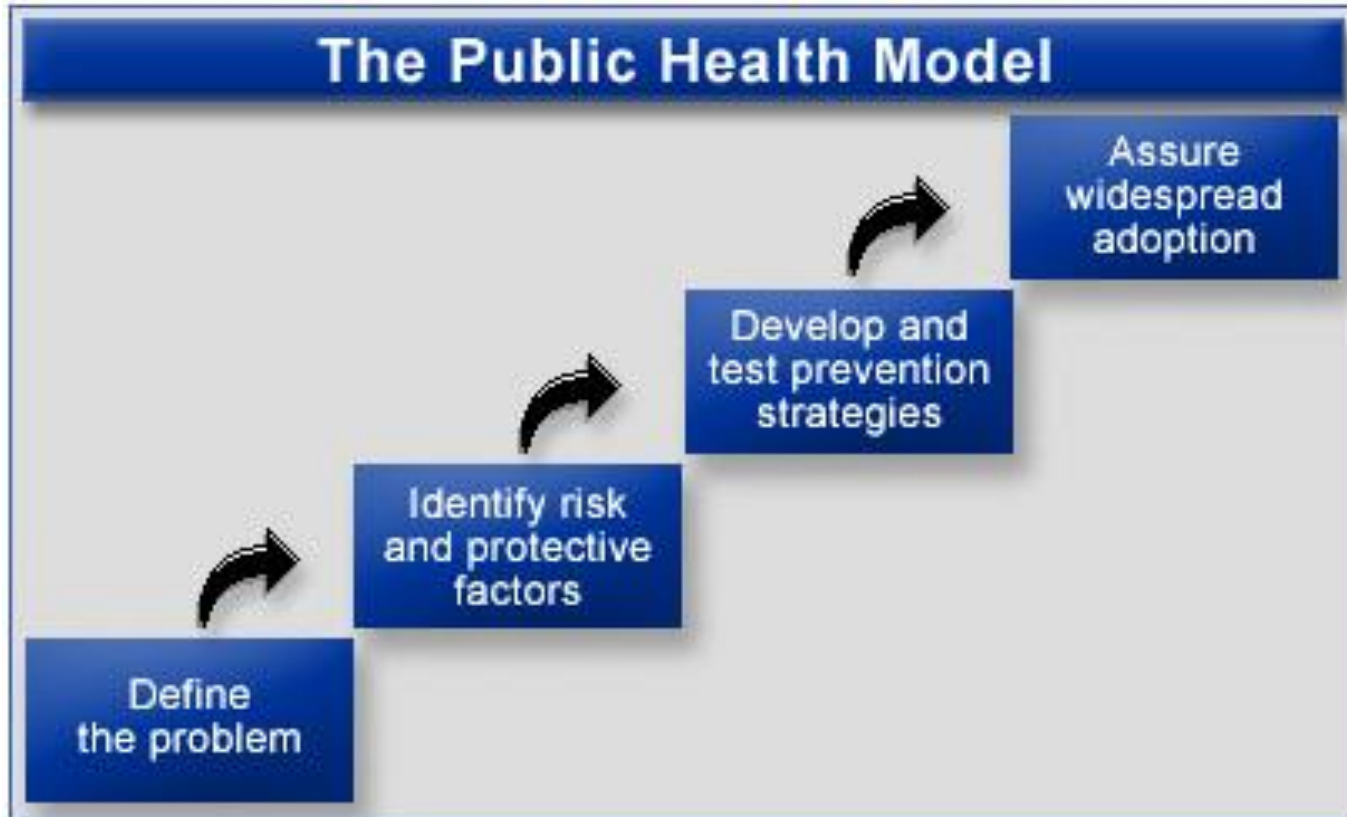 The Public Health Model
Define
the problem
Identify risk
and protective
factors
Develop and
test prevention
strategies
Assure
widespread
adoption